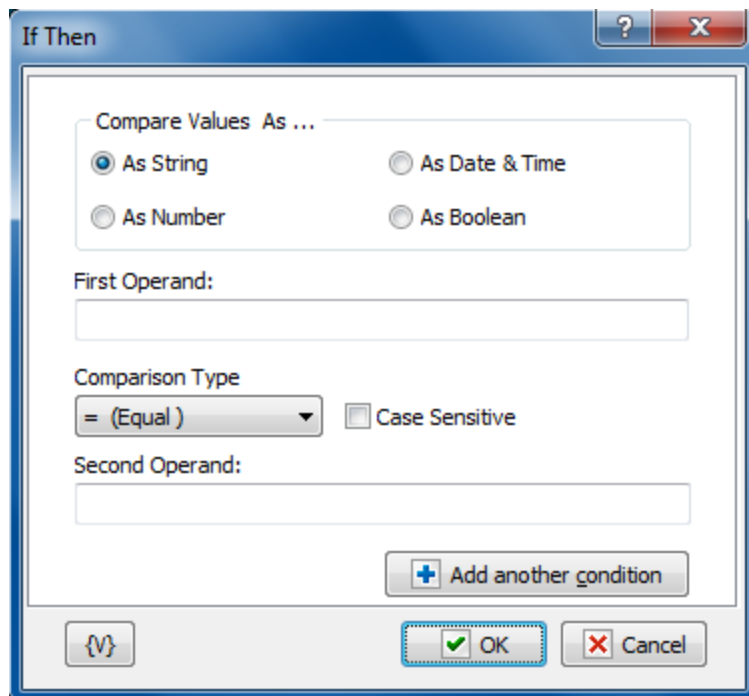 If Then
?
Compare Values As ...
As String As Date & Time
As Number As Boolean
First Operand:
Comparison Type
= (Equal ) Case Sensitive
Second Operand:
Add another condition
{V} OK Cancel